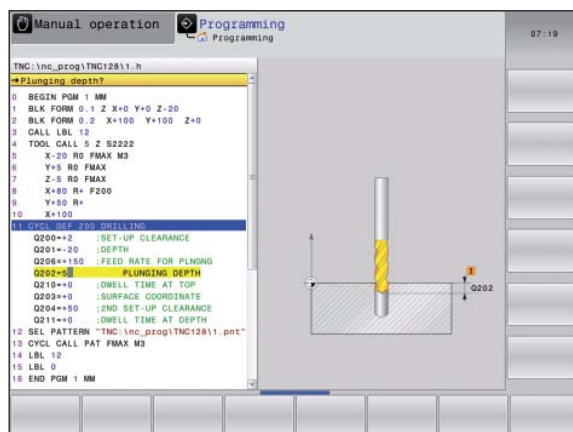 Manual operation
Programming
Programming
07:19
TNC:\nc_prog\TNC128\1.h
→Plunging depth?
0 BEGIN PGM 1 MM
1 BLK FORM 0.1 Z X+0 Y+0 Z-20
2 BLK FORM 0.2 X+100 Y+100 Z+0
3 CALL LBL 12
4 TOOL CALL 5 Z S2222
5 X-20 R0 FMAX M3
6 Y+5 R0 FMAX
7 Z-5 R0 FMAX
8 X+80 R+ F200
9 Y+50 R+
10 X+100
11 CYCL DEF 200 DRILLING
Q200=+2 ;SET-UP CLEARANCE
Q201=-20 ;DEPTH
Q206=+150 ;FEED RATE FOR PLNGNG
Q202=5 PLUNGING DEPTH
Q210=+0 ;DWELL TIME AT TOP
Q203=+0 ;SURFACE COORDINATE
Q204=+50 ;2ND SET-UP CLEARANCE
Q211=+0 ;DWELL TIME AT DEPTH
12 SEL PATTERN "TNC:\nc_prog\TNC128\1.pnt"
13 CYCL CALL PAT FMAX M3
14 LBL 12
15 LBL 0
16 END PGM 1 MM
I
Q202